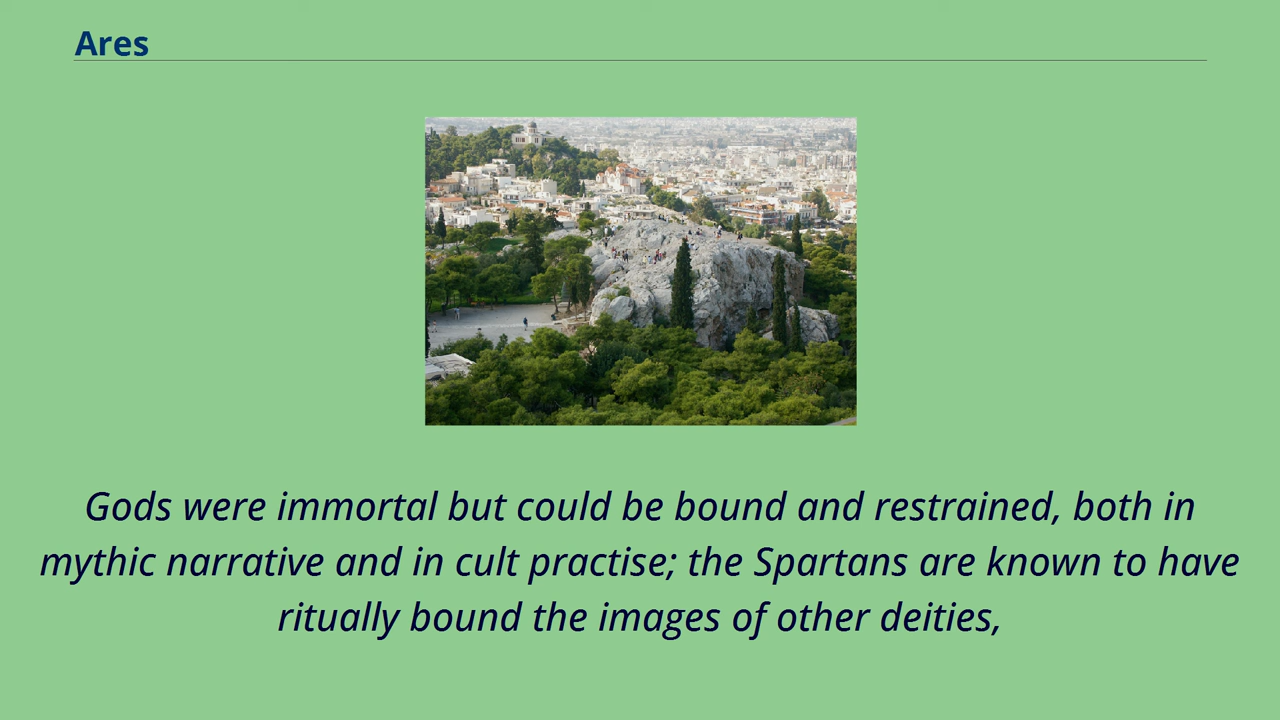 Ares
Gods were immortal but could be bound and restrained, both in
mythic narrative and in cult practise; the Spartans are known to have
ritually bound the images of other deities,